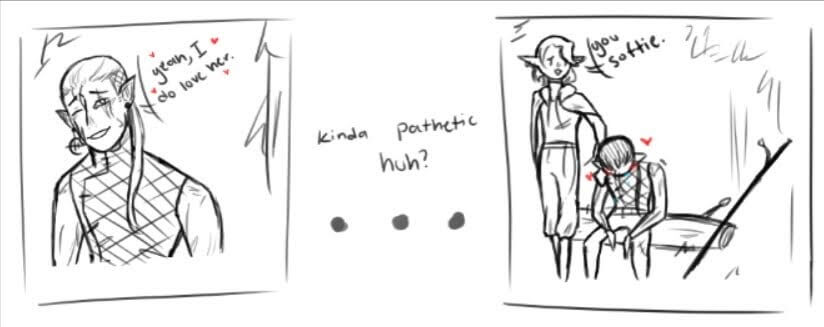 yeah, I
do love her.
kinda pathetic
huh?
you
softie.